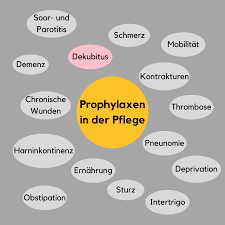 Soor- und
Parotitis
Schmerz
Mobilität
Dekubitus
Demenz
Kontrakturen
Chronische
Wunden
Prophylaxen
in der Pflege
Thrombose
Pneunomie
Harninkontinenz
Ernährung
Deprivation
Sturz
Obstipation
Intertrigo